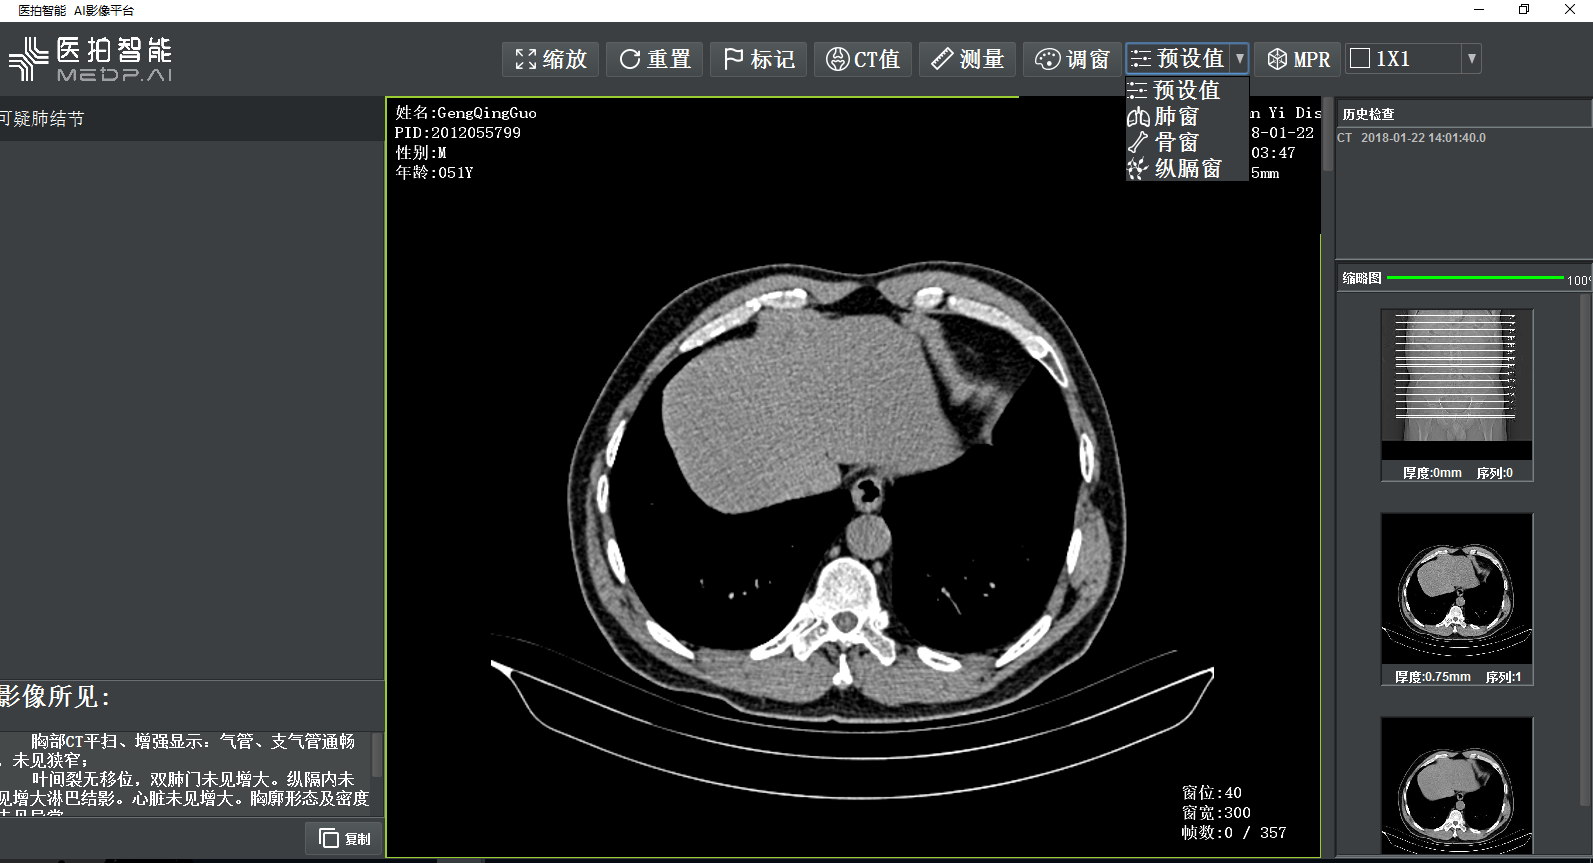 医拍智能 AI影像平台
医拍智能
MEDP.AI
缩放
重置
标记
CT值
测量
调窗
预设值
MPR
1X1
预设值
肺窗
骨窗
纵膈窗
可疑肺结节
姓名:GengQingGuo
PID:2012055799
性别:M
年龄:051Y
n Yi Dis
8-01-22
03:47
5mm
历史检查
CT 2018-01-22 14:01:40.0
缩略图
100%
厚度:0mm 序列:0
厚度:0.75mm 序列:1
影像所见:
胸部CT平扫、增强显示：气管、支气管通畅
，未见狭窄；
叶间裂无移位，双肺门未见增大。纵隔内未
见增大淋巴结影。心脏未见增大。胸廓形态及密度
未见异常
复制
窗位:40
窗宽:300
帧数:0 / 357